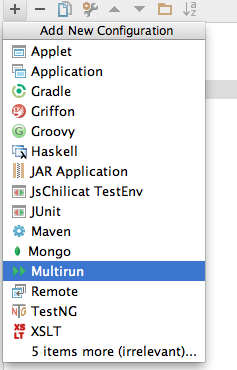 Add New Configuration
Applet
Application
Gradle
Griffon
Groovy
Haskell
JAR Application
JsChilicat TestEnv
JUnit
Maven
Mongo
Multirun
Remote
TestNG
XSLT
5 items more (irrelevant)...